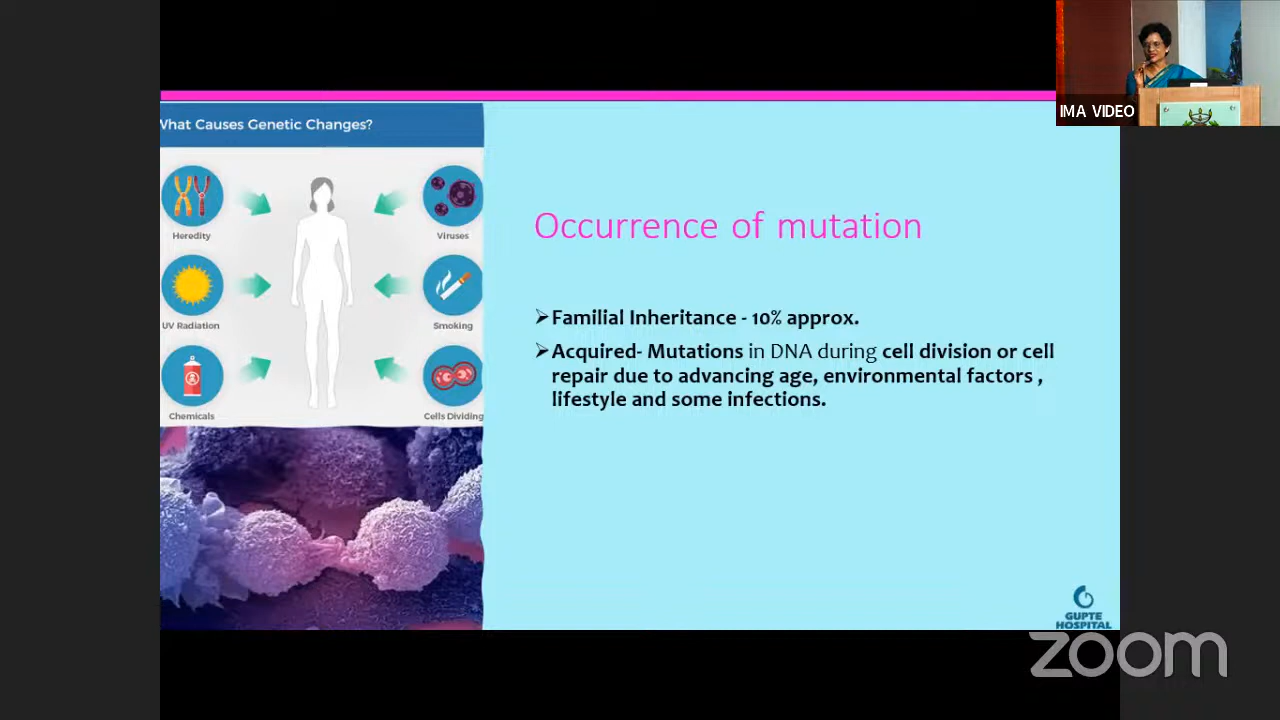 IMA VIDEO
What Causes Genetic Changes?
Heredity
Viruses
UV Radiation
Smoking
Chemicals
Cells Dividing
Occurrence of mutation
➢Familial Inheritance - 10% approx.
➢Acquired- Mutations in DNA during cell division or cell
repair due to advancing age, environmental factors ,
lifestyle and some infections.
GUPTE
HOSPITAL
zoom